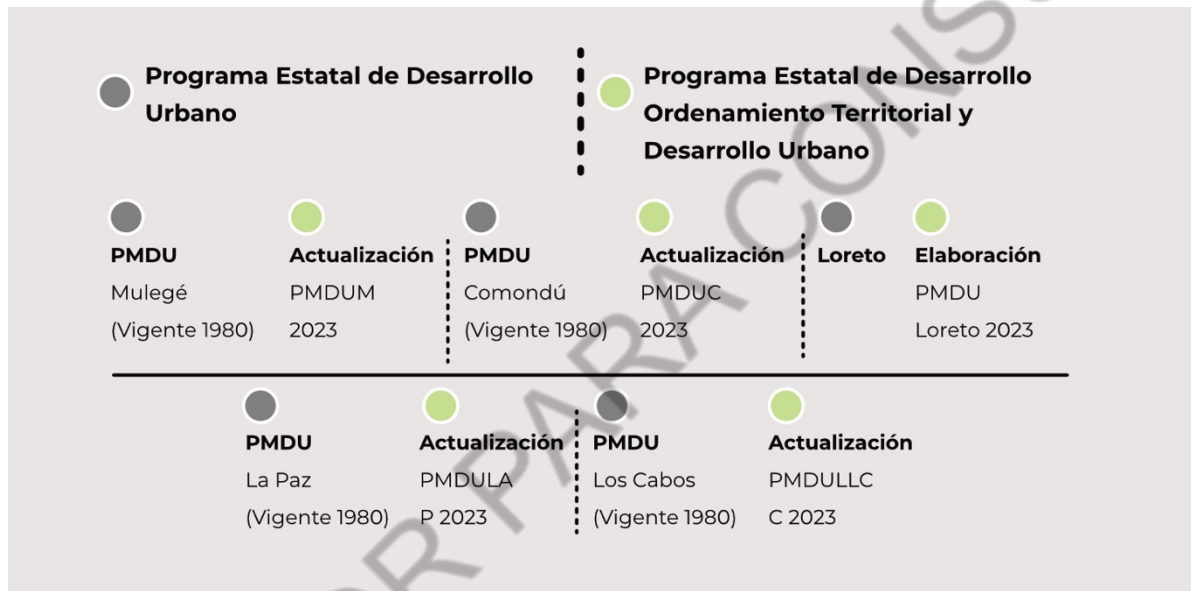 Programa Estatal de Desarrollo
Urbano
Programa Estatal de Desarrollo
Ordenamiento Territorial y
Desarrollo Urbano
PMDU
Mulegé
(Vigente 1980)
Actualización
PMDUM
2023
PMDU
Comondú
(Vigente 1980)
Actualización
PMDUC
2023
Loreto
Elaboración
PMDU
Loreto 2023
PMDU
La Paz
(Vigente 1980)
Actualización
PMDULA
P 2023
PMDU
Los Cabos
(Vigente 1980)
Actualización
PMDULLC
C 2023
PARA CONS